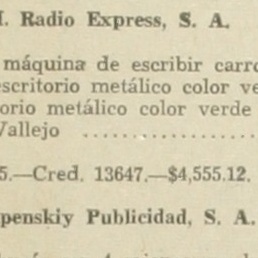 I. Radio Express, S. A.
máquina de escribir carro
escritorio metálico color ve
orio metálico color verde
Vallejo ................
5.—Cred. 13647.—$4,555.12.
penskiy Publicidad, S. A.